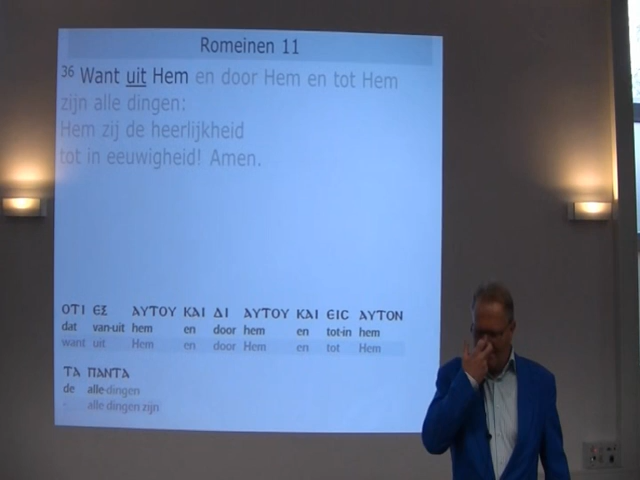 Romeinen 11
36 Want uit Hem en door Hem en tot Hem
zijn alle dingen:
Hem zij de heerlijkheid
tot in eeuwigheid! Amen.
ΟΤΙ ΕΞ ΑΥΤΟΥ ΚΑΙ ΔΙ ΑΥΤΟΥ ΚΑΙ ΕΙϹ ΑΥΤΟΝ
dat van-uit hem en door hem en tot-in hem
want uit Hem en door Hem en tot Hem
ΤΑ ΠΑΝΤΑ
de alle-dingen
- alle dingen zijn